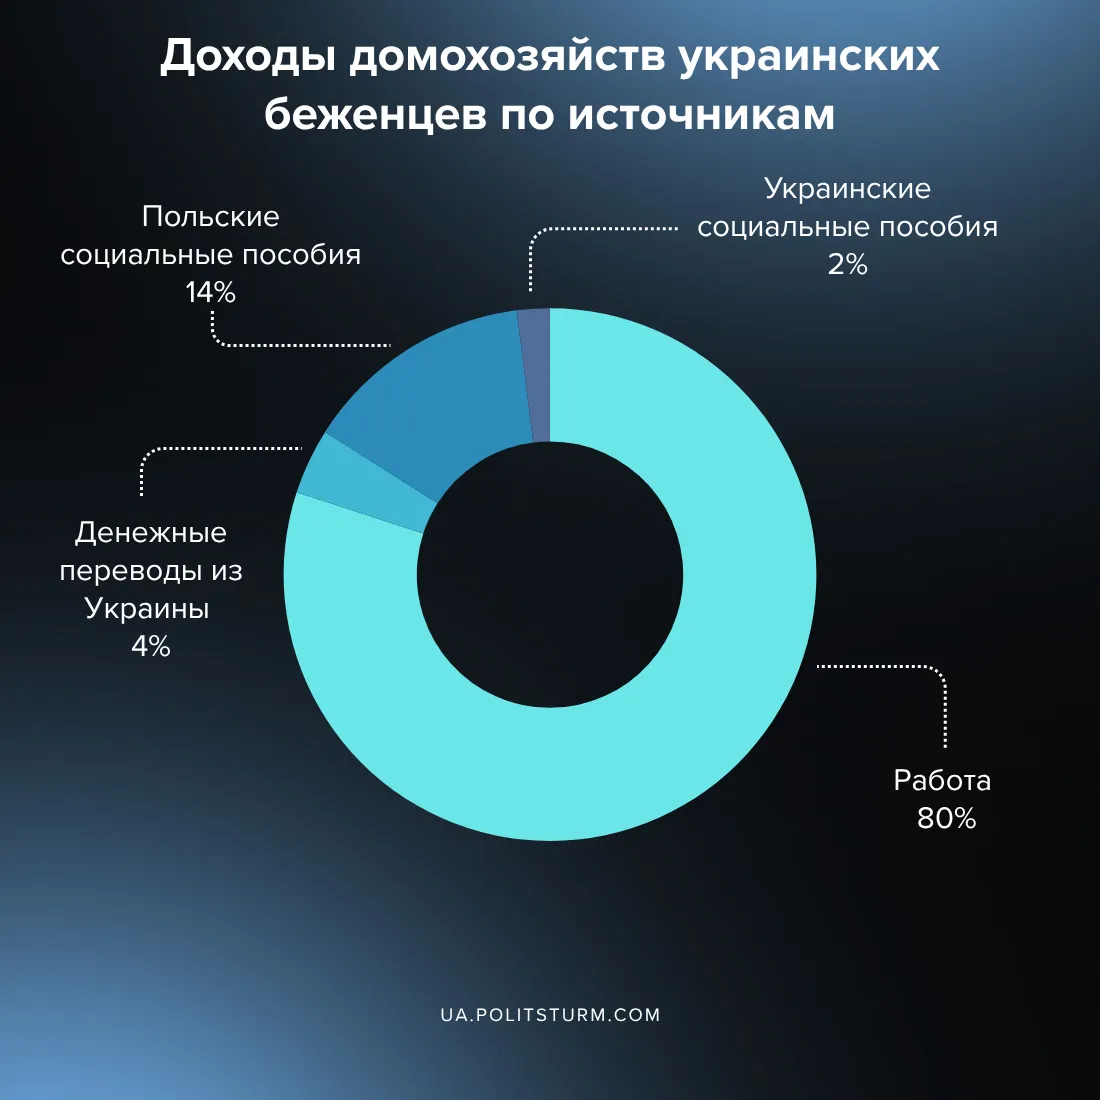 Доходы домохозяйств украинских
беженцев по источникам
Украинские
социальные пособия
2%
Польские
социальные пособия
14%
Денежные
переводы из
Украины
4%
Работа
80%
UA.POLITSTURM.COM